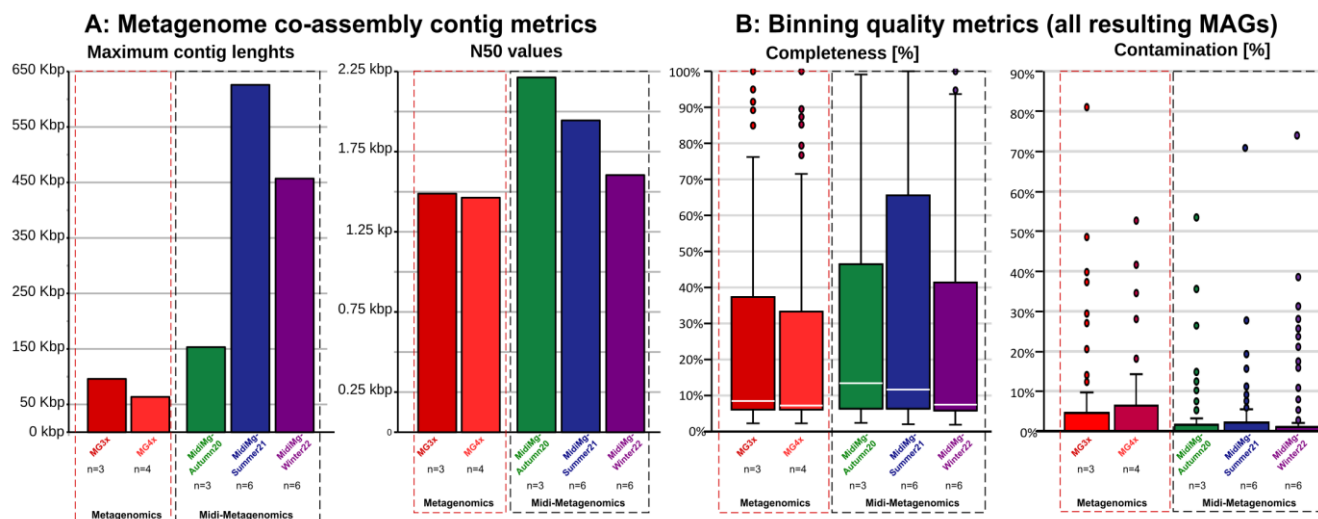 A: Metagenome co-assembly contig metrics
B: Binning quality metrics (all resulting MAGs)
Maximum contig lenghts
N50 values
Completeness [%]
Contamination [%]
650 Kbp
550 Kbp
450 Kbp
350 Kbp
250 Kbp
150 Kbp
50 Kbp
0 kbp
MG3x
MG4x
MidiMg-
Autumn20
MidiMg-
Summer21
MidiMg-
Winter22
n=3
n=4
n=3
n=6
n=6
Metagenomics
Midi-Metagenomics
2.25 kbp
1.75 kbp
1.25 kp
0.75 kbp
0.25 kbp
0 kbp
MG3x
MG4x
MidiMg-
Autumn20
MidiMg-
Summer21
MidiMg-
Winter22
n=3
n=4
n=3
n=6
n=6
Metagenomics
Midi-Metagenomics
100%
100%
90%
80%
70%
60%
50%
40%
30%
20%
10%
0%
MG3x
MG4x
MidiMg-
Autumn20
MidiMg-
Summer21
MidiMg-
Winter22
n=3
n=4
n=3
n=6
n=6
Metagenomics
Midi-Metagenomics
90%
80%
70%
60%
50%
40%
30%
20%
10%
0%
MG3x
MG4x
MidiMg-
Autumn20
MidiMg-
Summer21
MidiMg-
Winter22
n=3
n=4
n=3
n=6
n=6
Metagenomics
Midi-Metagenomics